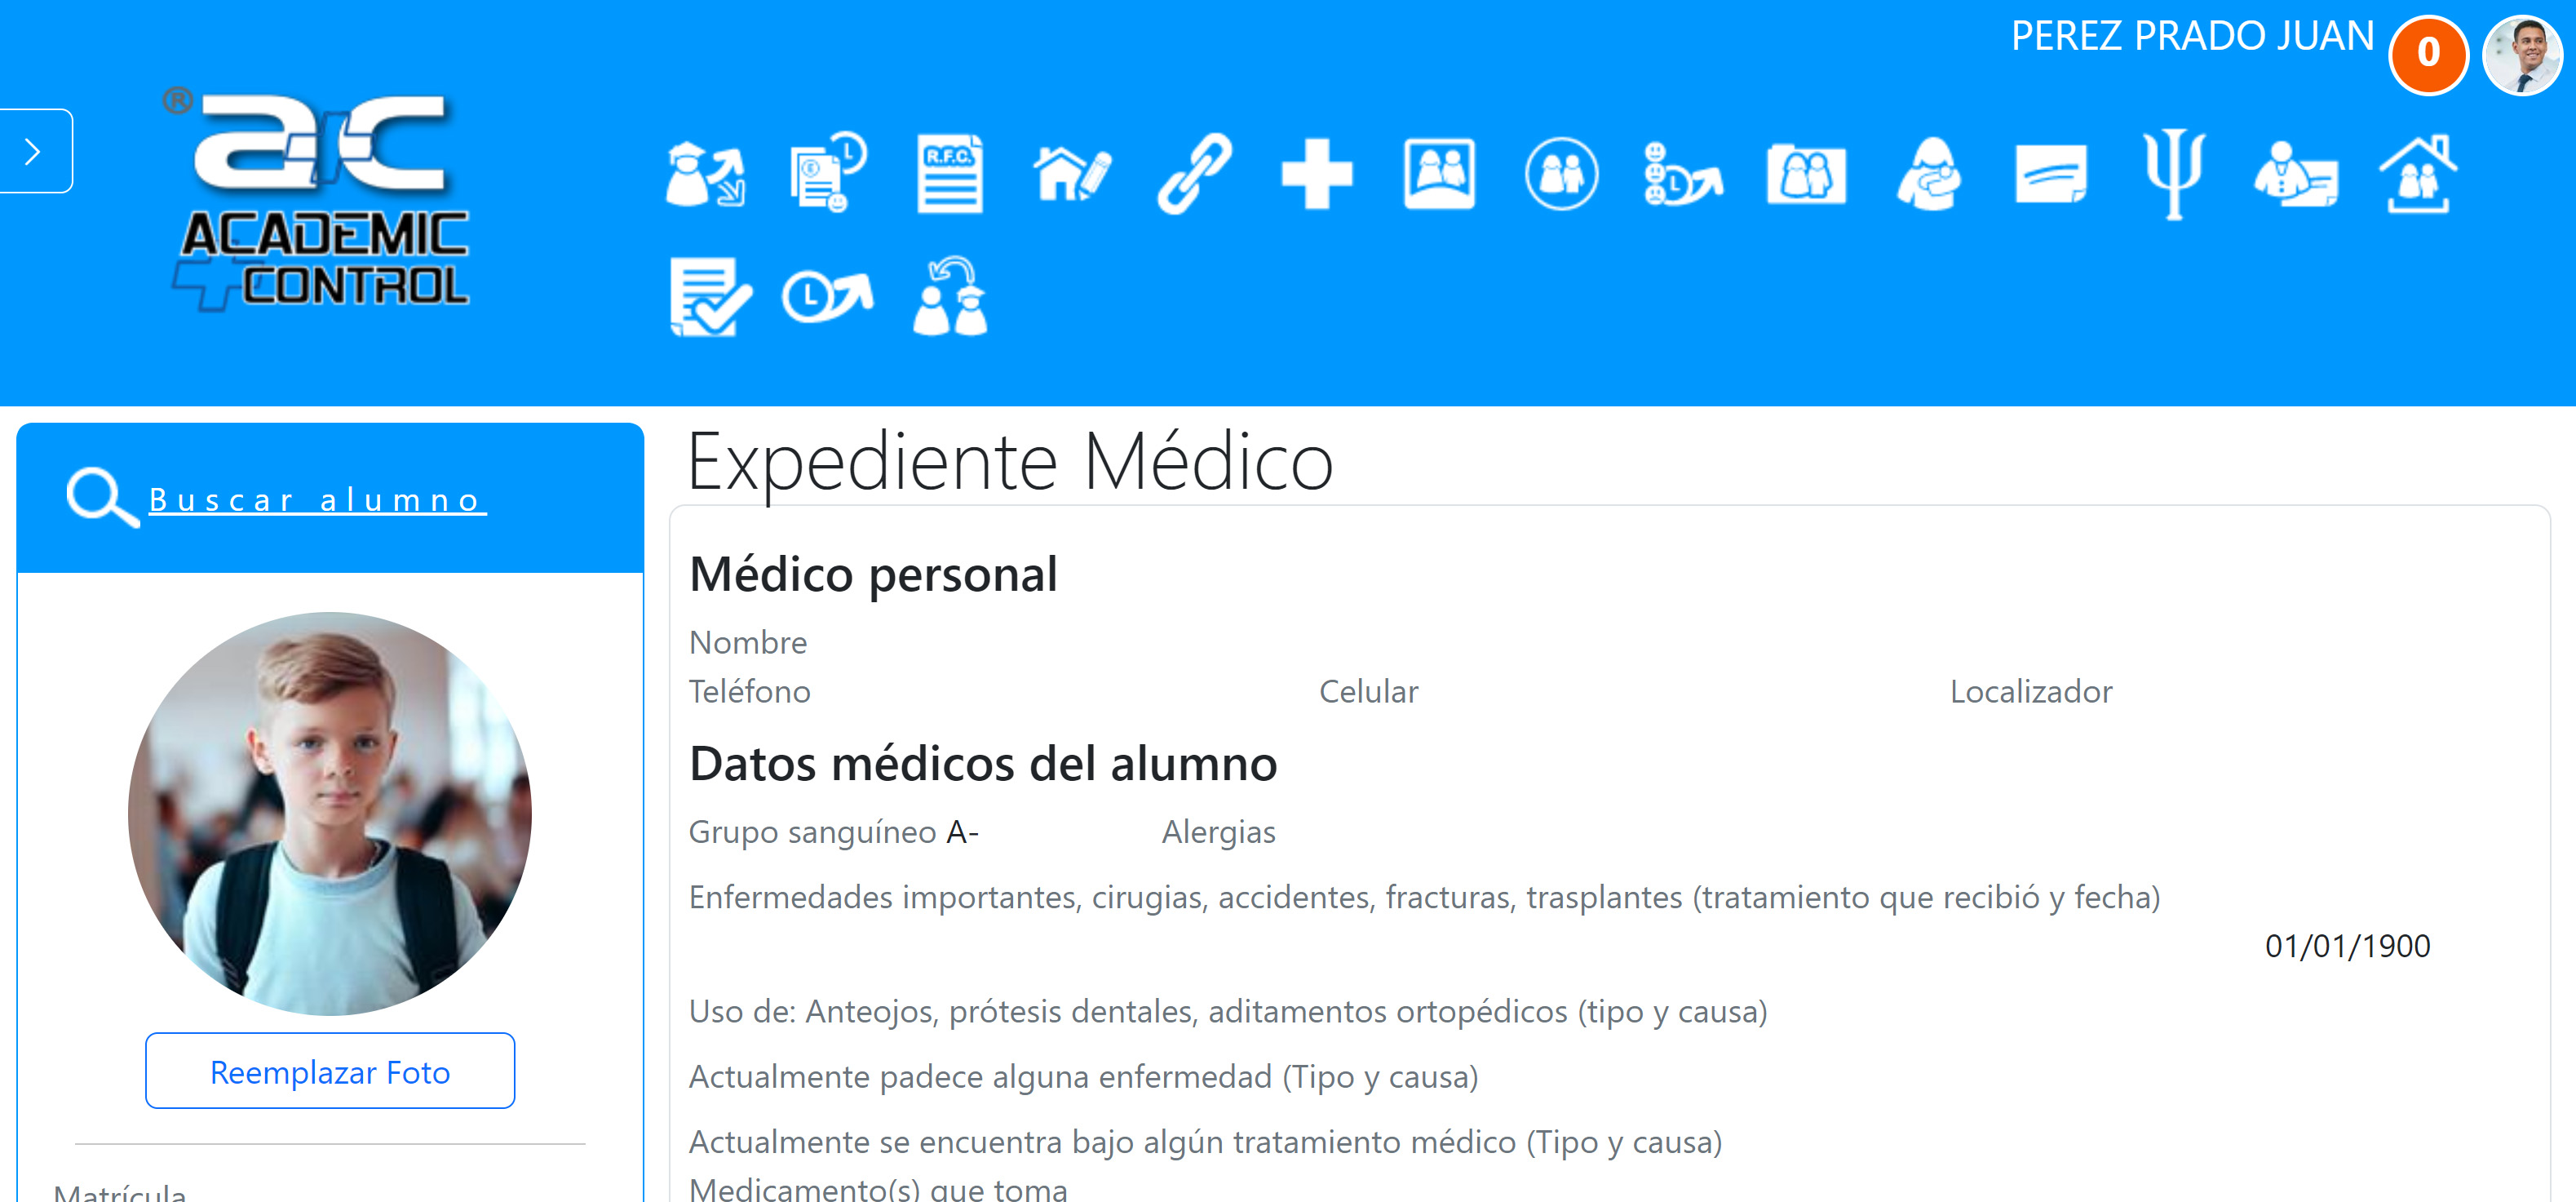 PEREZ PRADO JUAN 0
® ac
ACADEMIC
CONTROL
R.F.C.
Buscar alumno
Reemplazar Foto
Matrícula
Expediente Médico
Médico personal
Nombre
Teléfono Celular Localizador
Datos médicos del alumno
Grupo sanguíneo A- Alergias
Enfermedades importantes, cirugias, accidentes, fracturas, trasplantes (tratamiento que recibió y fecha)
01/01/1900
Uso de: Anteojos, prótesis dentales, aditamentos ortopédicos (tipo y causa)
Actualmente padece alguna enfermedad (Tipo y causa)
Actualmente se encuentra bajo algún tratamiento médico (Tipo y causa)
Medicamento(s) que toma